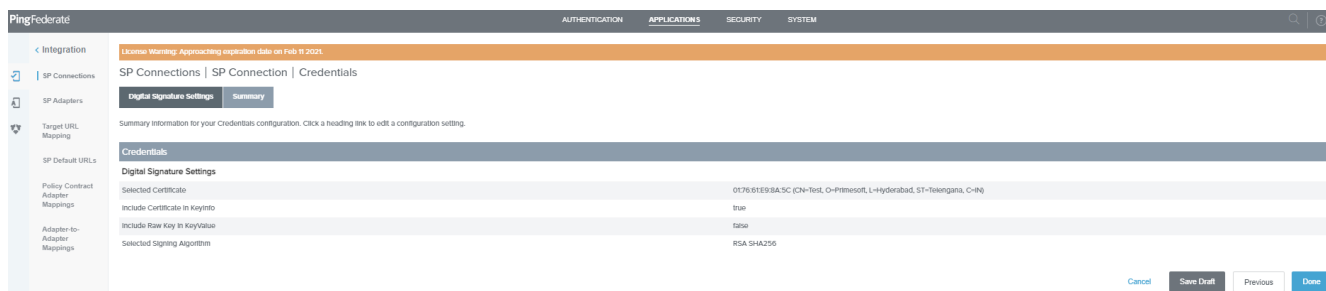 PingFederate
AUTHENTICATION APPLICATIONS SECURITY SYSTEM
Integration
SP Connections
SP Adapters
Target URL
Mapping
SP Default URLs
Policy Contract
Adapter
Mappings
Adapter-to-
Adapter
Mappings
License Warning: Approaching expiration date on Feb 11 2021.
SP Connections | SP Connection | Credentials
Digital Signature Settings Summary
Summary information for your Credentials configuration. Click a heading link to edit a configuration setting.
Credentials
Digital Signature Settings
Selected Certificate 01:76:61:E9:8A:5C (CN=Test, O=Primesoft, L=Hyderabad, ST=Telengana, C=IN)
Include Certificate in KeyInfo true
Include Raw Key in KeyValue false
Selected Signing Algorithm RSA SHA256
Cancel Save Draft Previous Done